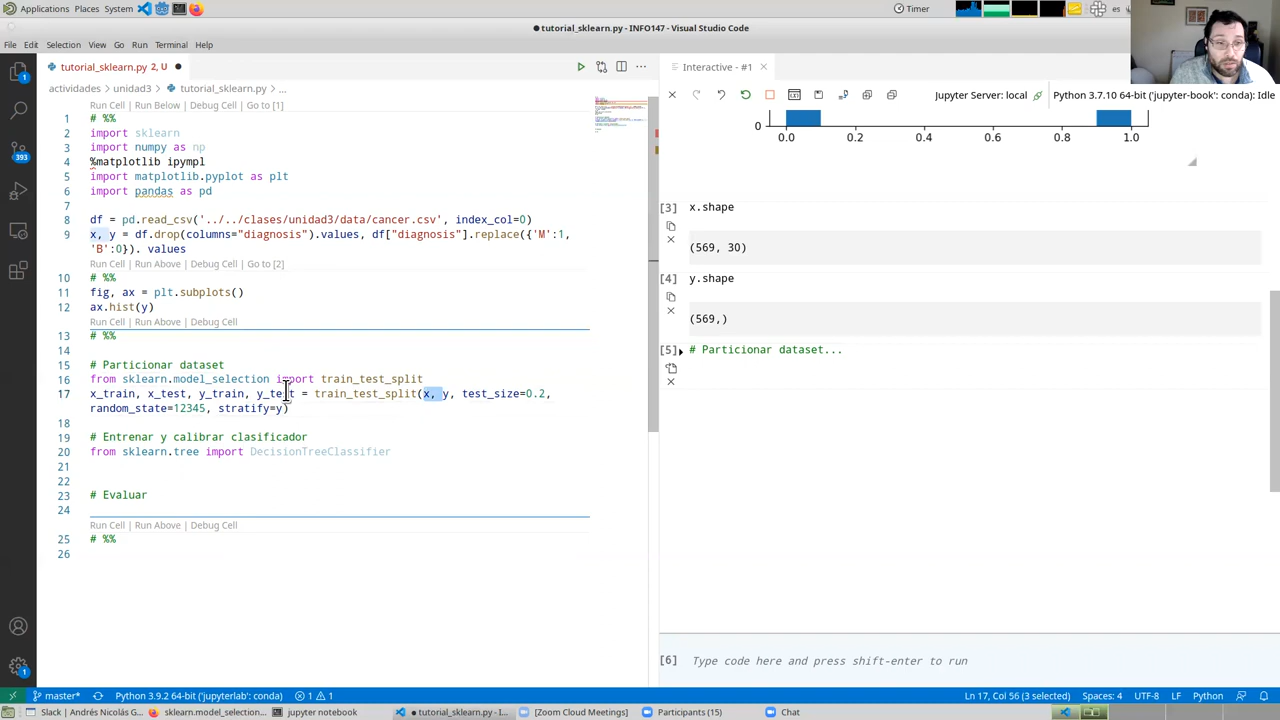 Applications Places System Timer es
tutorial_sklearn.py - INFO147 - Visual Studio Code
File Edit Selection View Go Run Terminal Help
tutorial_sklearn.py 2, U
Interactive - #1
actividades > unidad3 > tutorial_sklearn.py > ...
Jupyter Server: local Python 3.7.10 64-bit ('jupyter-book': conda): Idle
Run Cell | Run Below | Debug Cell | Go to [1]
1 # %%
2 import sklearn
3 import numpy as np
4 %matplotlib ipympl
5 import matplotlib.pyplot as plt
6 import pandas as pd
7
8 df = pd.read_csv('../../clases/unidad3/data/cancer.csv', index_col=0)
9 x, y = df.drop(columns="diagnosis").values, df["diagnosis"].replace({'M':1,
'B':0}). values
Run Cell | Run Above | Debug Cell | Go to [2]
10 # %%
11 fig, ax = plt.subplots()
12 ax.hist(y)
Run Cell | Run Above | Debug Cell
13 # %%
14
15 # Particionar dataset
16 from sklearn.model_selection import train_test_split
17 x_train, x_test, y_train, y_test = train_test_split(x, y, test_size=0.2,
random_state=12345, stratify=y)
18
19 # Entrenar y calibrar clasificador
20 from sklearn.tree import DecisionTreeClassifier
21
22
23 # Evaluar
24
Run Cell | Run Above | Debug Cell
25 # %%
26
0
0.0 0.2 0.4 0.6 0.8 1.0
[3] x.shape
(569, 30)
[4] y.shape
(569,)
[5] # Particionar dataset...
[6] Type code here and press shift-enter to run
1
393
1
master* Python 3.9.2 64-bit ('jupyterlab': conda) 1 1 Ln 17, Col 56 (3 selected) Spaces: 4 UTF-8 LF Python
Slack | Andrés Nicolás G... sklearn.model_selection... jupyter notebook tutorial_sklearn.py - I... [Zoom Cloud Meetings] Participants (15) Chat